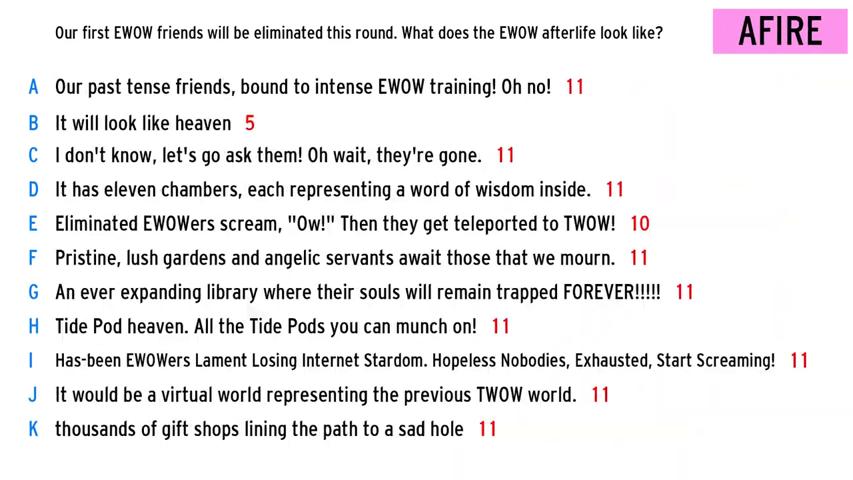 Our first EWOW friends will be eliminated this round. What does the EWOW afterlife look like?
AFIRE
A Our past tense friends, bound to intense EWOW training! Oh no! 11
B It will look like heaven 5
C I don't know, let's go ask them! Oh wait, they're gone. 11
D It has eleven chambers, each representing a word of wisdom inside. 11
E Eliminated EWOWers scream, "Ow!" Then they get teleported to TWOW! 10
F Pristine, lush gardens and angelic servants await those that we mourn. 11
G An ever expanding library where their souls will remain trapped FOREVER!!!!! 11
H Tide Pod heaven. All the Tide Pods you can munch on! 11
I Has-been EWOWers Lament Losing Internet Stardom. Hopeless Nobodies, Exhausted, Start Screaming! 11
J It would be a virtual world representing the previous TWOW world. 11
K thousands of gift shops lining the path to a sad hole 11